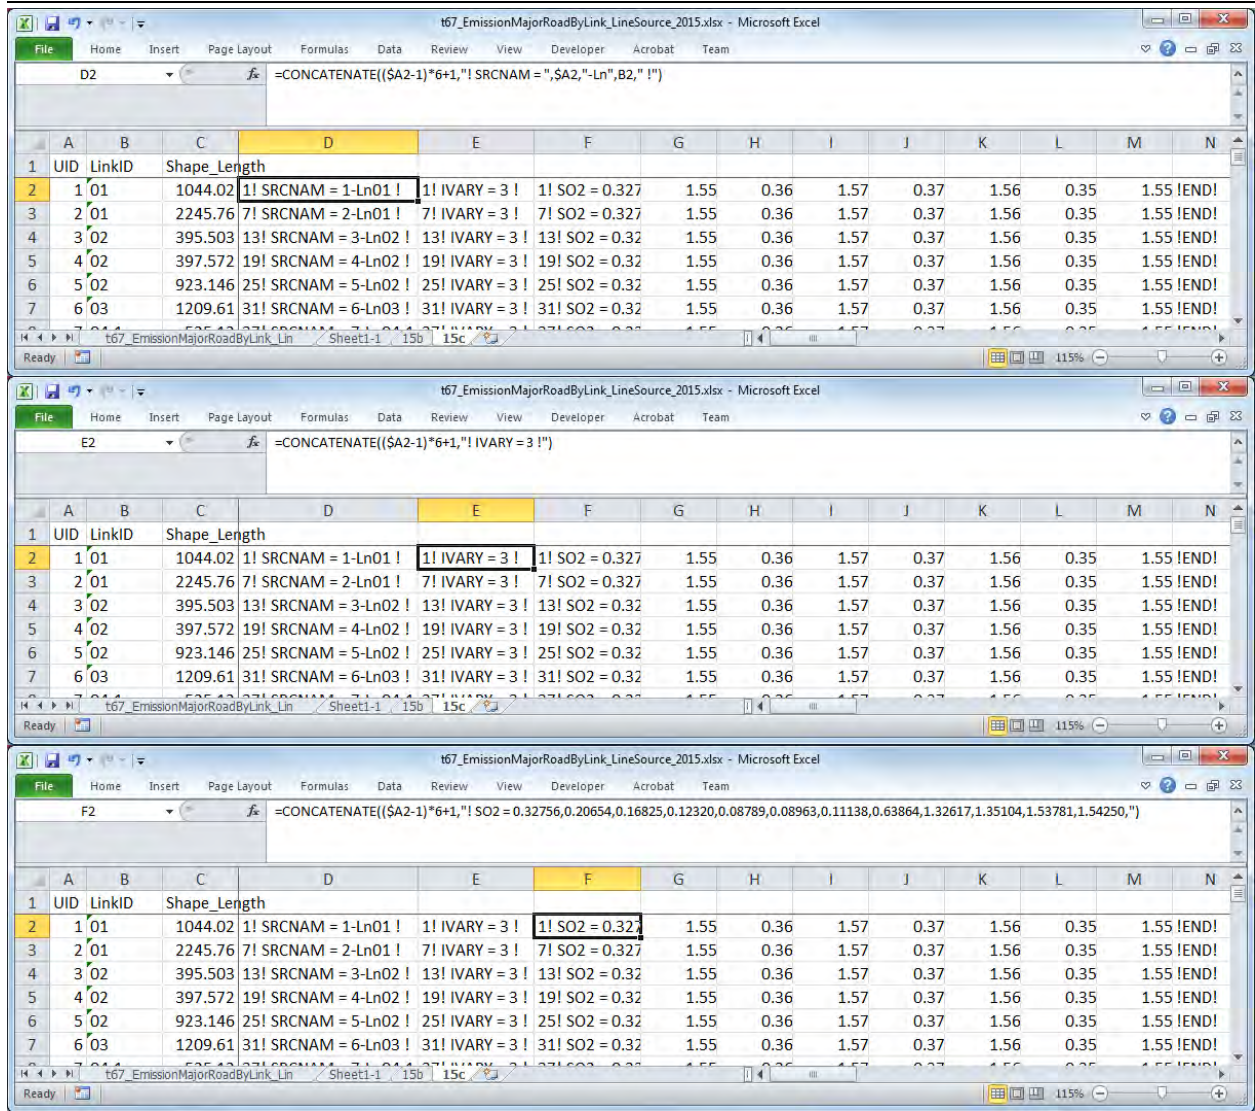 t67_EmissionMajorRoadByLink_LineSource_2015.xlsx - Microsoft Excel
File Home Insert Page Layout Formulas Data Review View Developer Acrobat Team
D2 fx =CONCATENATE(($A2-1)*6+1,"! SRCNAM = ",$A2,"-Ln",B2," !")
A B C D E F G H I J K L M N
1 UID LinkID Shape_Length
2 1 01 1044.02 1! SRCNAM = 1-Ln01 ! 1! IVARY = 3 ! 1! SO2 = 0.327 1.55 0.36 1.57 0.37 1.56 0.35 1.55 !END!
3 2 01 2245.76 7! SRCNAM = 2-Ln01 ! 7! IVARY = 3 ! 7! SO2 = 0.327 1.55 0.36 1.57 0.37 1.56 0.35 1.55 !END!
4 3 02 395.503 13! SRCNAM = 3-Ln02 ! 13! IVARY = 3 ! 13! SO2 = 0.32 1.55 0.36 1.57 0.37 1.56 0.35 1.55 !END!
5 4 02 397.572 19! SRCNAM = 4-Ln02 ! 19! IVARY = 3 ! 19! SO2 = 0.32 1.55 0.36 1.57 0.37 1.56 0.35 1.55 !END!
6 5 02 923.146 25! SRCNAM = 5-Ln02 ! 25! IVARY = 3 ! 25! SO2 = 0.32 1.55 0.36 1.57 0.37 1.56 0.35 1.55 !END!
7 6 03 1209.61 31! SRCNAM = 6-Ln03 ! 31! IVARY = 3 ! 31! SO2 = 0.32 1.55 0.36 1.57 0.37 1.56 0.35 1.55 !END!
t67_EmissionMajorRoadByLink_Lin Sheet1-1 15b 15c
Ready 115%
t67_EmissionMajorRoadByLink_LineSource_2015.xlsx - Microsoft Excel
File Home Insert Page Layout Formulas Data Review View Developer Acrobat Team
E2 fx =CONCATENATE(($A2-1)*6+1,"! IVARY = 3 !")
A B C D E F G H I J K L M N
1 UID LinkID Shape_Length
2 1 01 1044.02 1! SRCNAM = 1-Ln01 ! 1! IVARY = 3 ! 1! SO2 = 0.327 1.55 0.36 1.57 0.37 1.56 0.35 1.55 !END!
3 2 01 2245.76 7! SRCNAM = 2-Ln01 ! 7! IVARY = 3 ! 7! SO2 = 0.327 1.55 0.36 1.57 0.37 1.56 0.35 1.55 !END!
4 3 02 395.503 13! SRCNAM = 3-Ln02 ! 13! IVARY = 3 ! 13! SO2 = 0.32 1.55 0.36 1.57 0.37 1.56 0.35 1.55 !END!
5 4 02 397.572 19! SRCNAM = 4-Ln02 ! 19! IVARY = 3 ! 19! SO2 = 0.32 1.55 0.36 1.57 0.37 1.56 0.35 1.55 !END!
6 5 02 923.146 25! SRCNAM = 5-Ln02 ! 25! IVARY = 3 ! 25! SO2 = 0.32 1.55 0.36 1.57 0.37 1.56 0.35 1.55 !END!
7 6 03 1209.61 31! SRCNAM = 6-Ln03 ! 31! IVARY = 3 ! 31! SO2 = 0.32 1.55 0.36 1.57 0.37 1.56 0.35 1.55 !END!
t67_EmissionMajorRoadByLink_Lin Sheet1-1 15b 15c
Ready 115%
t67_EmissionMajorRoadByLink_LineSource_2015.xlsx - Microsoft Excel
File Home Insert Page Layout Formulas Data Review View Developer Acrobat Team
F2 fx =CONCATENATE(($A2-1)*6+1,"! SO2 = 0.32756,0.20654,0.16825,0.12320,0.08789,0.08963,0.11138,0.63864,1.32617,1.35104,1.53781,1.54250,")
A B C D E F G H I J K L M N
1 UID LinkID Shape_Length
2 1 01 1044.02 1! SRCNAM = 1-Ln01 ! 1! IVARY = 3 ! 1! SO2 = 0.327 1.55 0.36 1.57 0.37 1.56 0.35 1.55 !END!
3 2 01 2245.76 7! SRCNAM = 2-Ln01 ! 7! IVARY = 3 ! 7! SO2 = 0.327 1.55 0.36 1.57 0.37 1.56 0.35 1.55 !END!
4 3 02 395.503 13! SRCNAM = 3-Ln02 ! 13! IVARY = 3 ! 13! SO2 = 0.32 1.55 0.36 1.57 0.37 1.56 0.35 1.55 !END!
5 4 02 397.572 19! SRCNAM = 4-Ln02 ! 19! IVARY = 3 ! 19! SO2 = 0.32 1.55 0.36 1.57 0.37 1.56 0.35 1.55 !END!
6 5 02 923.146 25! SRCNAM = 5-Ln02 ! 25! IVARY = 3 ! 25! SO2 = 0.32 1.55 0.36 1.57 0.37 1.56 0.35 1.55 !END!
7 6 03 1209.61 31! SRCNAM = 6-Ln03 ! 31! IVARY = 3 ! 31! SO2 = 0.32 1.55 0.36 1.57 0.37 1.56 0.35 1.55 !END!
t67_EmissionMajorRoadByLink_Lin Sheet1-1 15b 15c
Ready 115%